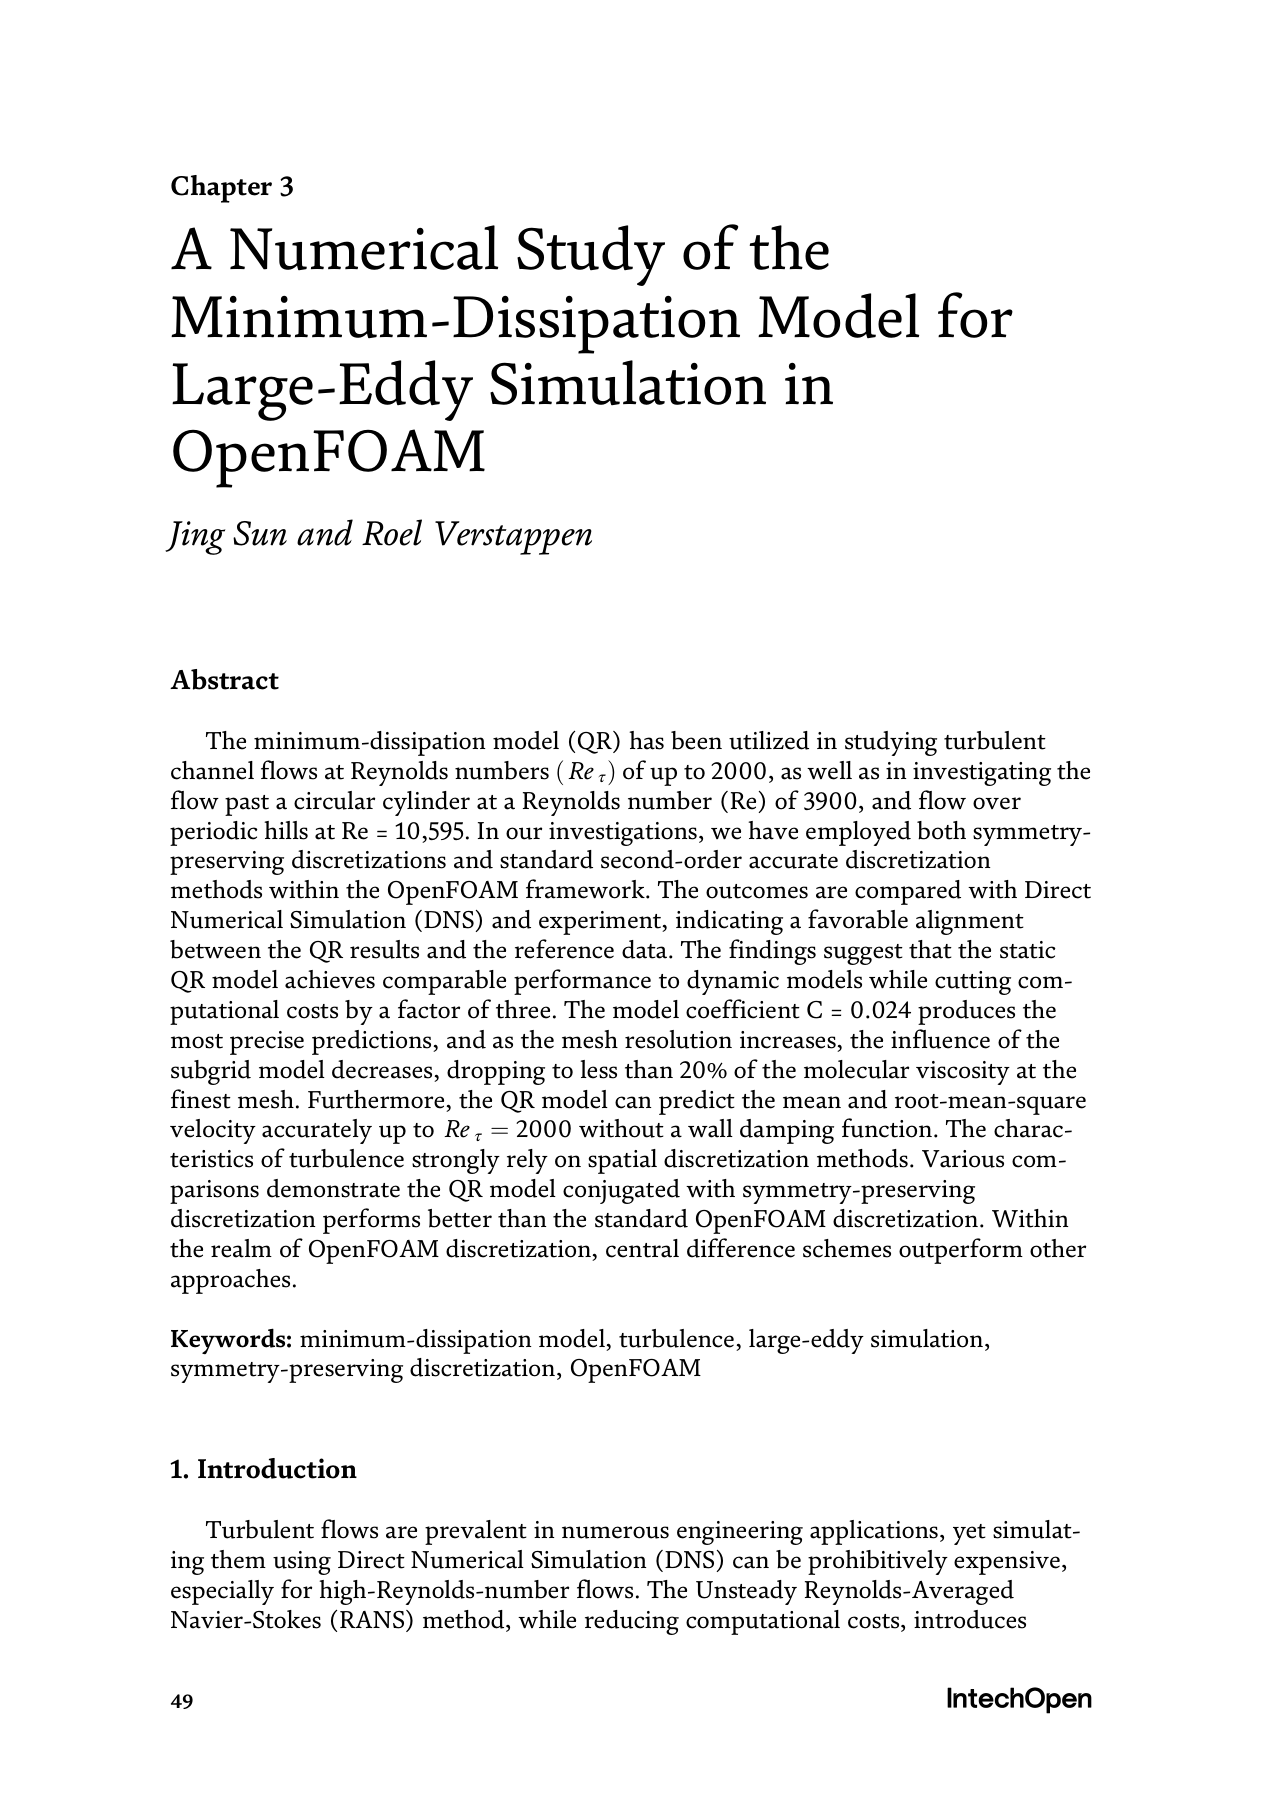 Chapter 3
A Numerical Study of the
Minimum-Dissipation Model for
Large-Eddy Simulation in
OpenFOAM
Jing Sun and Roel Verstappen
Abstract
The minimum-dissipation model (QR) has been utilized in studying turbulent
channel flows at Reynolds numbers (Re τ) of up to 2000, as well as in investigating the
flow past a circular cylinder at a Reynolds number (Re) of 3900, and flow over
periodic hills at Re = 10,595. In our investigations, we have employed both symmetry-
preserving discretizations and standard second-order accurate discretization
methods within the OpenFOAM framework. The outcomes are compared with Direct
Numerical Simulation (DNS) and experiment, indicating a favorable alignment
between the QR results and the reference data. The findings suggest that the static
QR model achieves comparable performance to dynamic models while cutting com-
putational costs by a factor of three. The model coefficient C = 0.024 produces the
most precise predictions, and as the mesh resolution increases, the influence of the
subgrid model decreases, dropping to less than 20% of the molecular viscosity at the
finest mesh. Furthermore, the QR model can predict the mean and root-mean-square
velocity accurately up to Re τ = 2000 without a wall damping function. The charac-
teristics of turbulence strongly rely on spatial discretization methods. Various com-
parisons demonstrate the QR model conjugated with symmetry-preserving
discretization performs better than the standard OpenFOAM discretization. Within
the realm of OpenFOAM discretization, central difference schemes outperform other
approaches.
Keywords: minimum-dissipation model, turbulence, large-eddy simulation,
symmetry-preserving discretization, OpenFOAM
1. Introduction
Turbulent flows are prevalent in numerous engineering applications, yet simulat-
ing them using Direct Numerical Simulation (DNS) can be prohibitively expensive,
especially for high-Reynolds-number flows. The Unsteady Reynolds-Averaged
Navier-Stokes (RANS) method, while reducing computational costs, introduces
49
IntechOpen